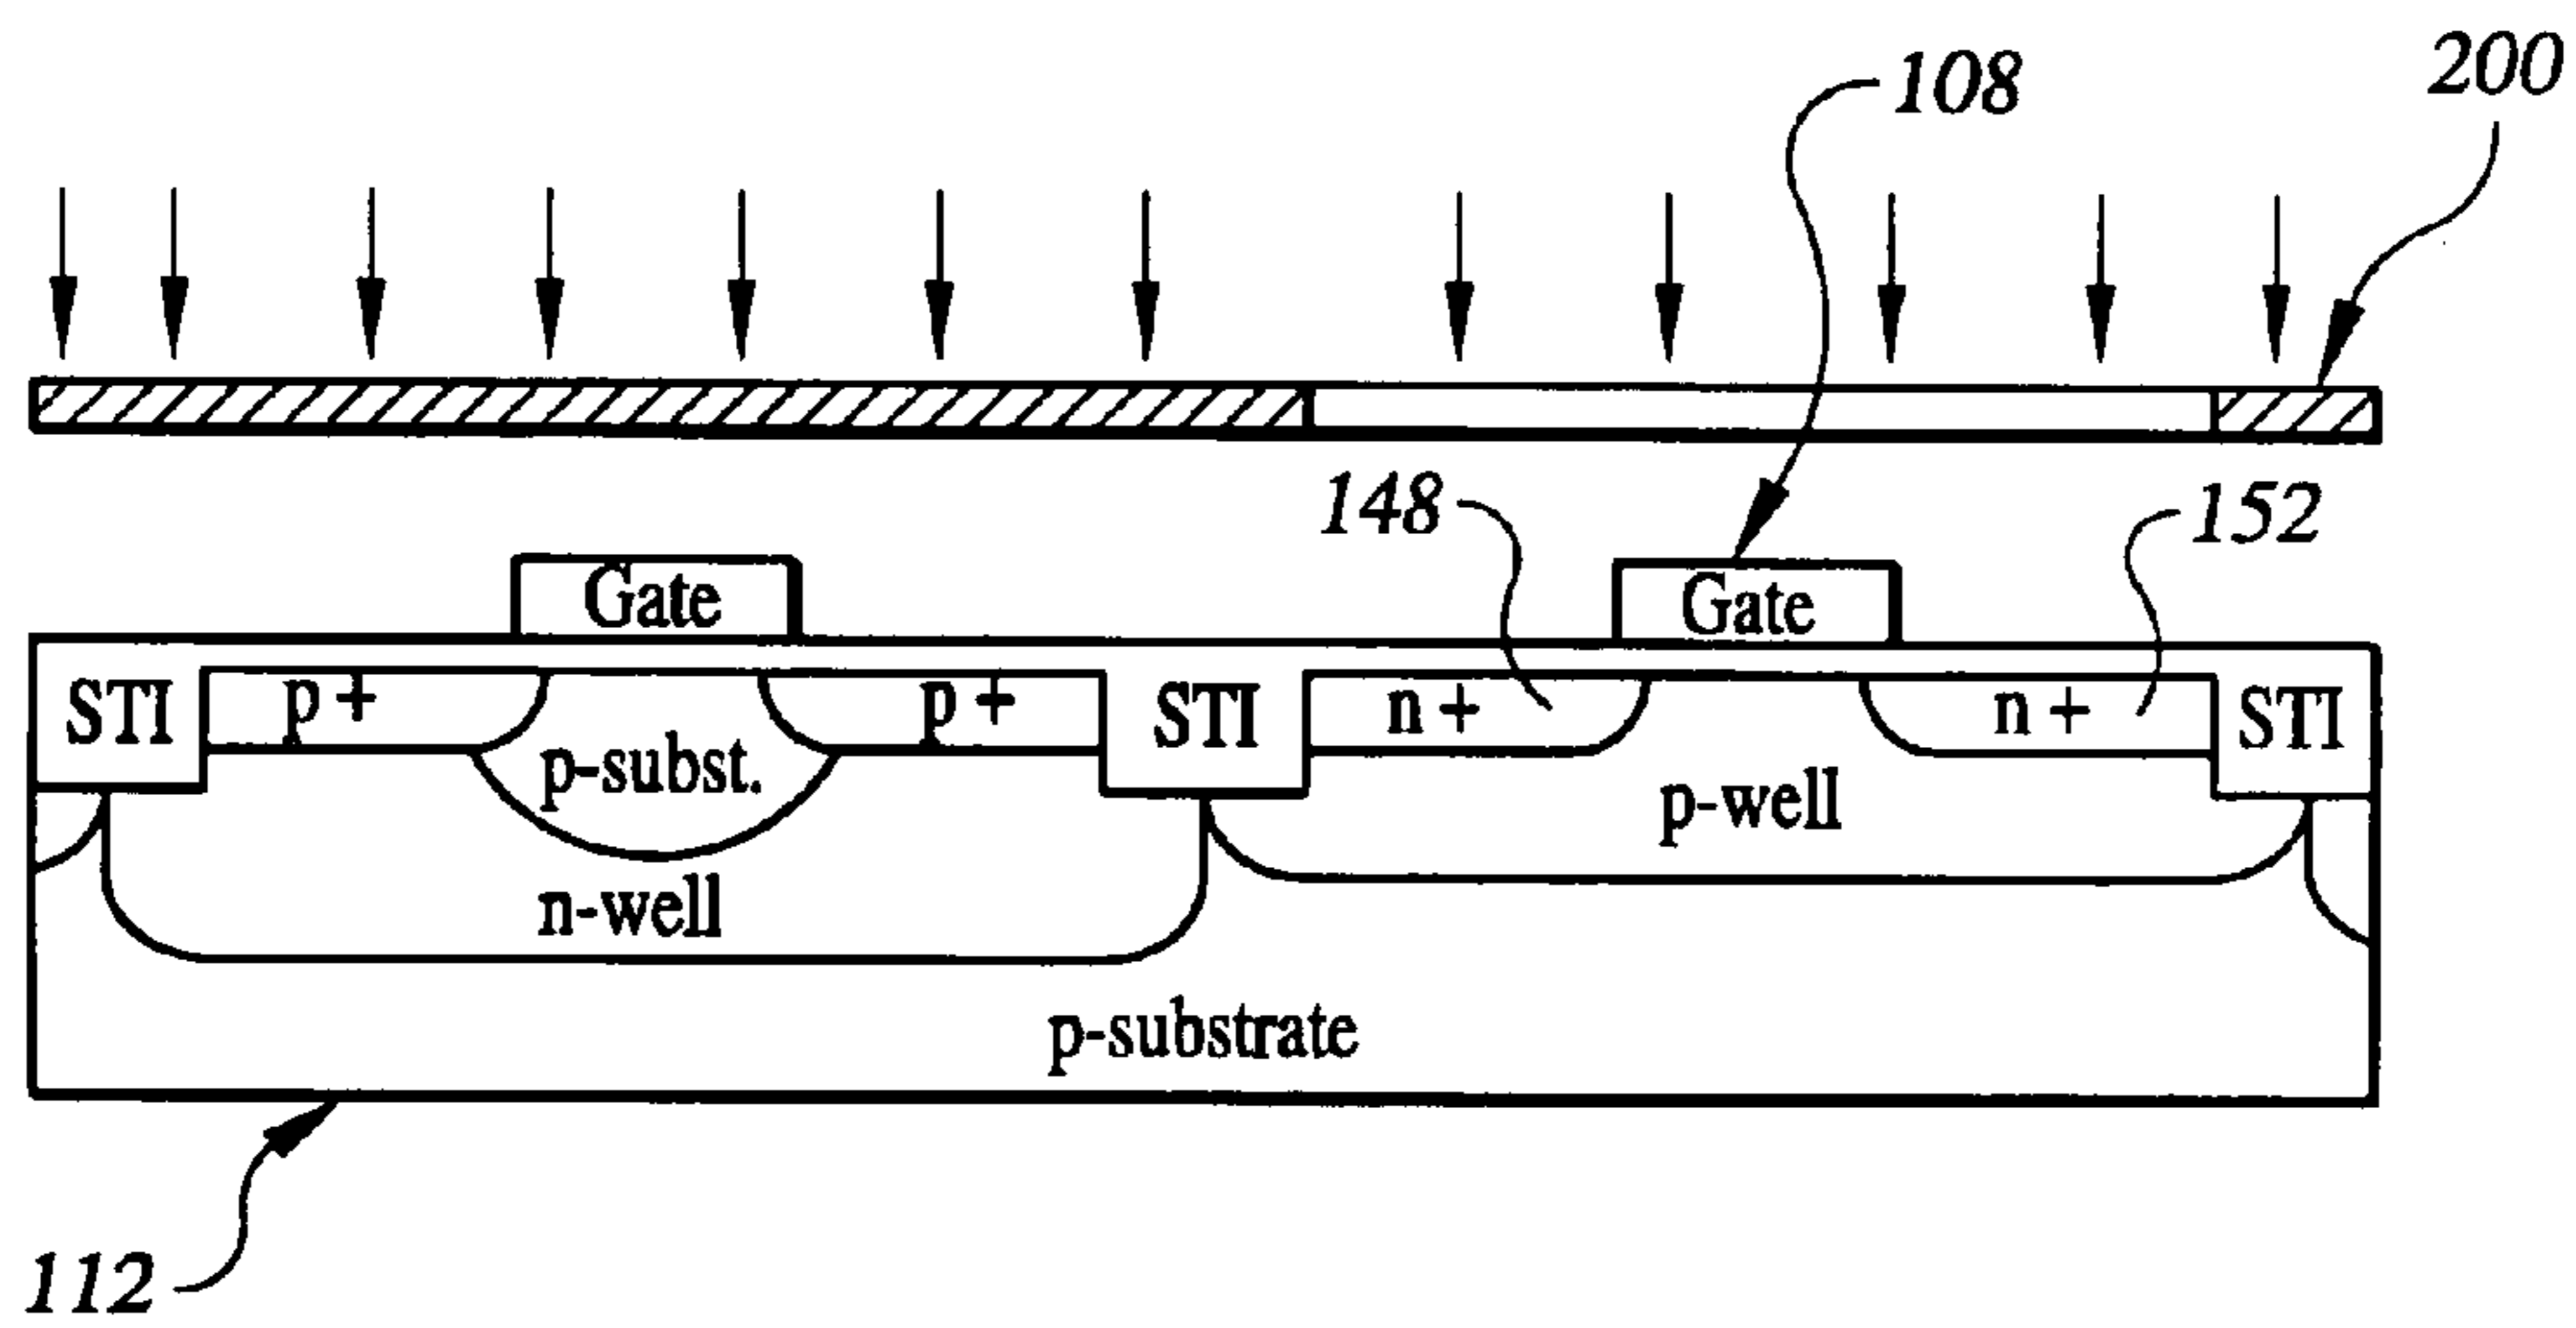 200
108
148
152
Gate
Gate
STI
p +
p +
STI
n +
n +
STI
p-subst.
p-well
n-well
p-substrate
112